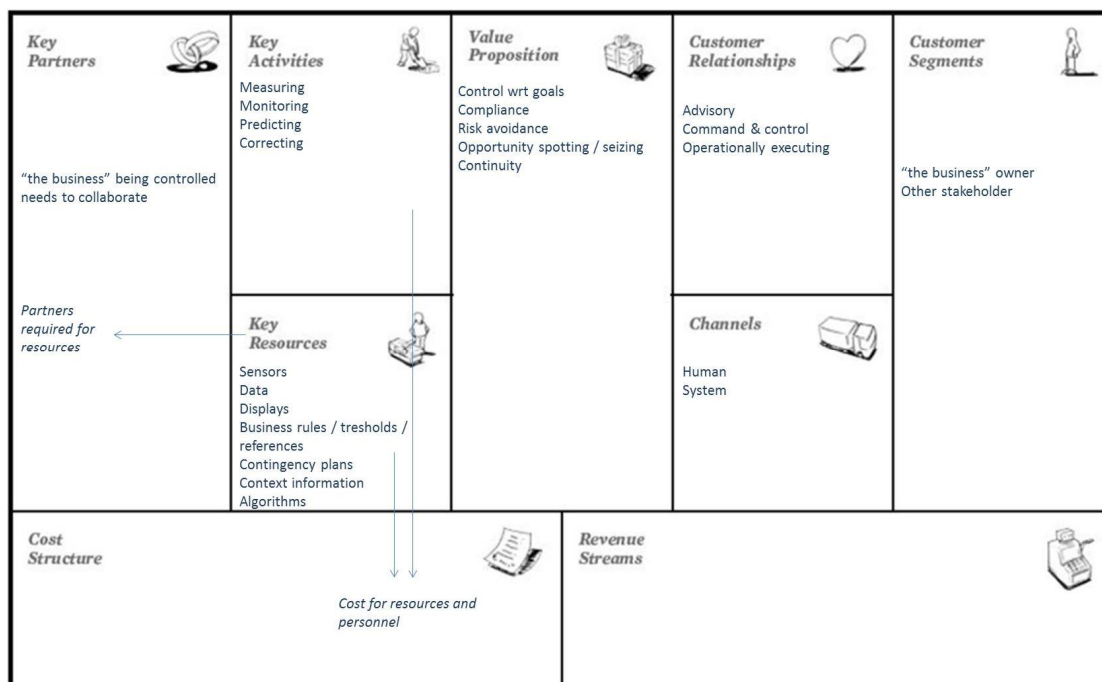 Key
Partners
"the business" being controlled
needs to collaborate
Partners
required for
resources
Key
Activities
Measuring
Monitoring
Predicting
Correcting
Key
Resources
Sensors
Data
Displays
Business rules / tresholds /
references
Contingency plans
Context information
Algorithms
Value
Proposition
Control wrt goals
Compliance
Risk avoidance
Opportunity spotting / seizing
Continuity
Customer
Relationships
Advisory
Command & control
Operationally executing
Channels
Human
System
Customer
Segments
"the business" owner
Other stakeholder
Cost
Structure
Cost for resources and
personnel
Revenue
Streams